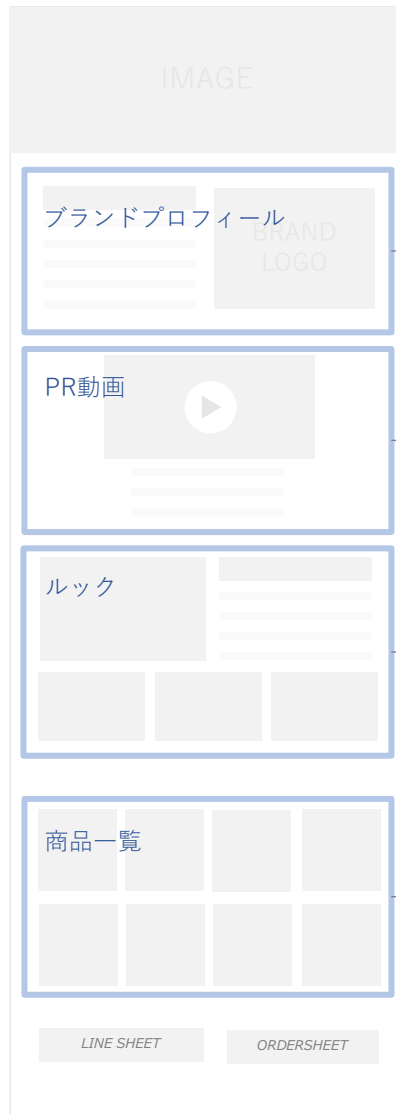 IMAGE
ブランドプロフィール
BRAND
LOGO
PR動画
ルック
商品一覧
LINE SHEET
ORDERSHEET